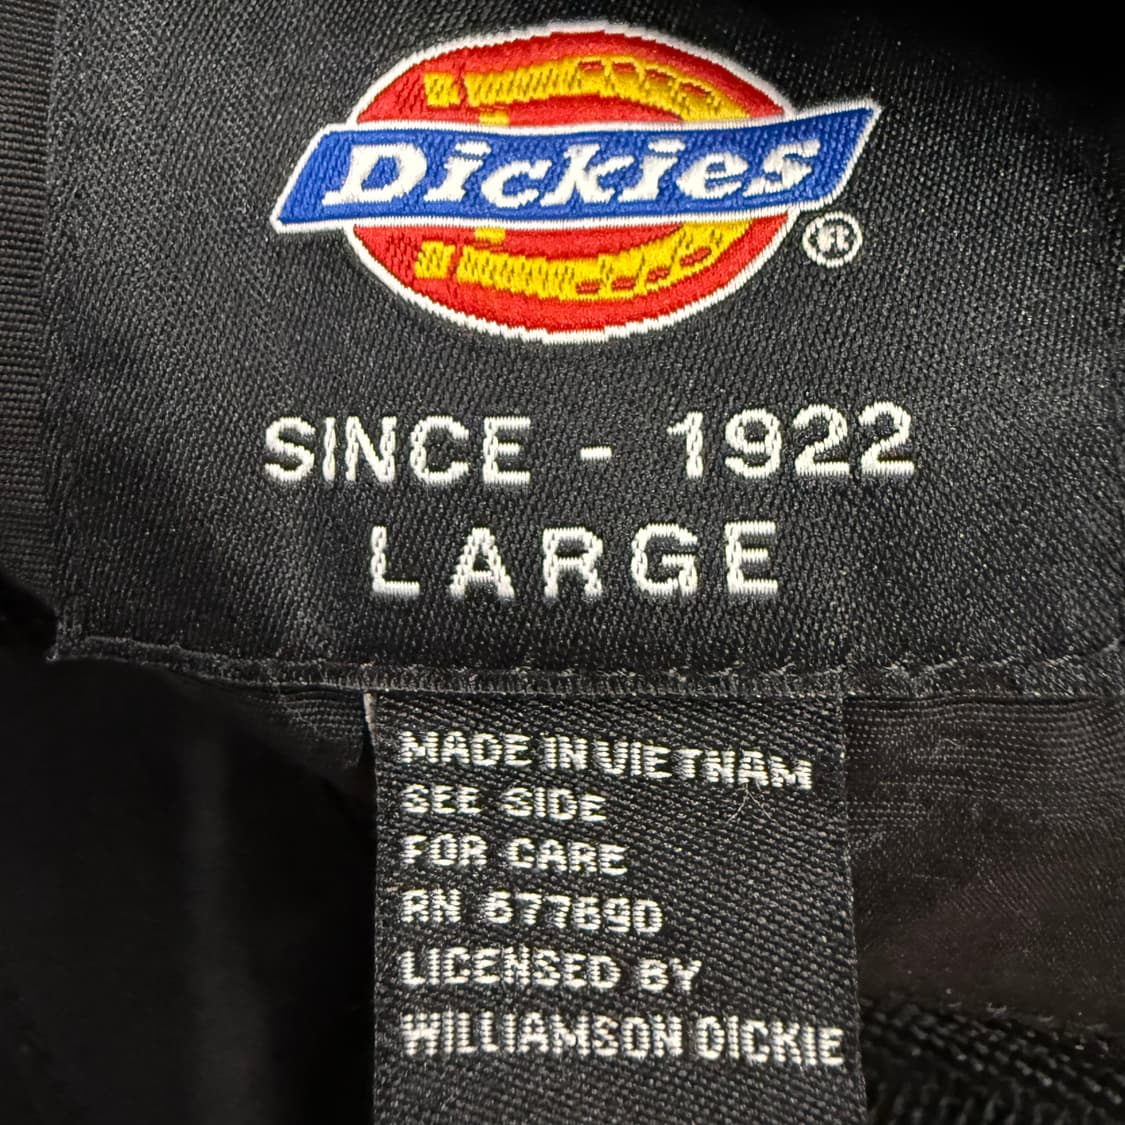 Dickies
®
SINCE - 1922
LARGE
MADE IN VIETNAM
SEE SIDE
FOR CARE
RN 677690
LICENSED BY
WILLIAMSON DICKIE